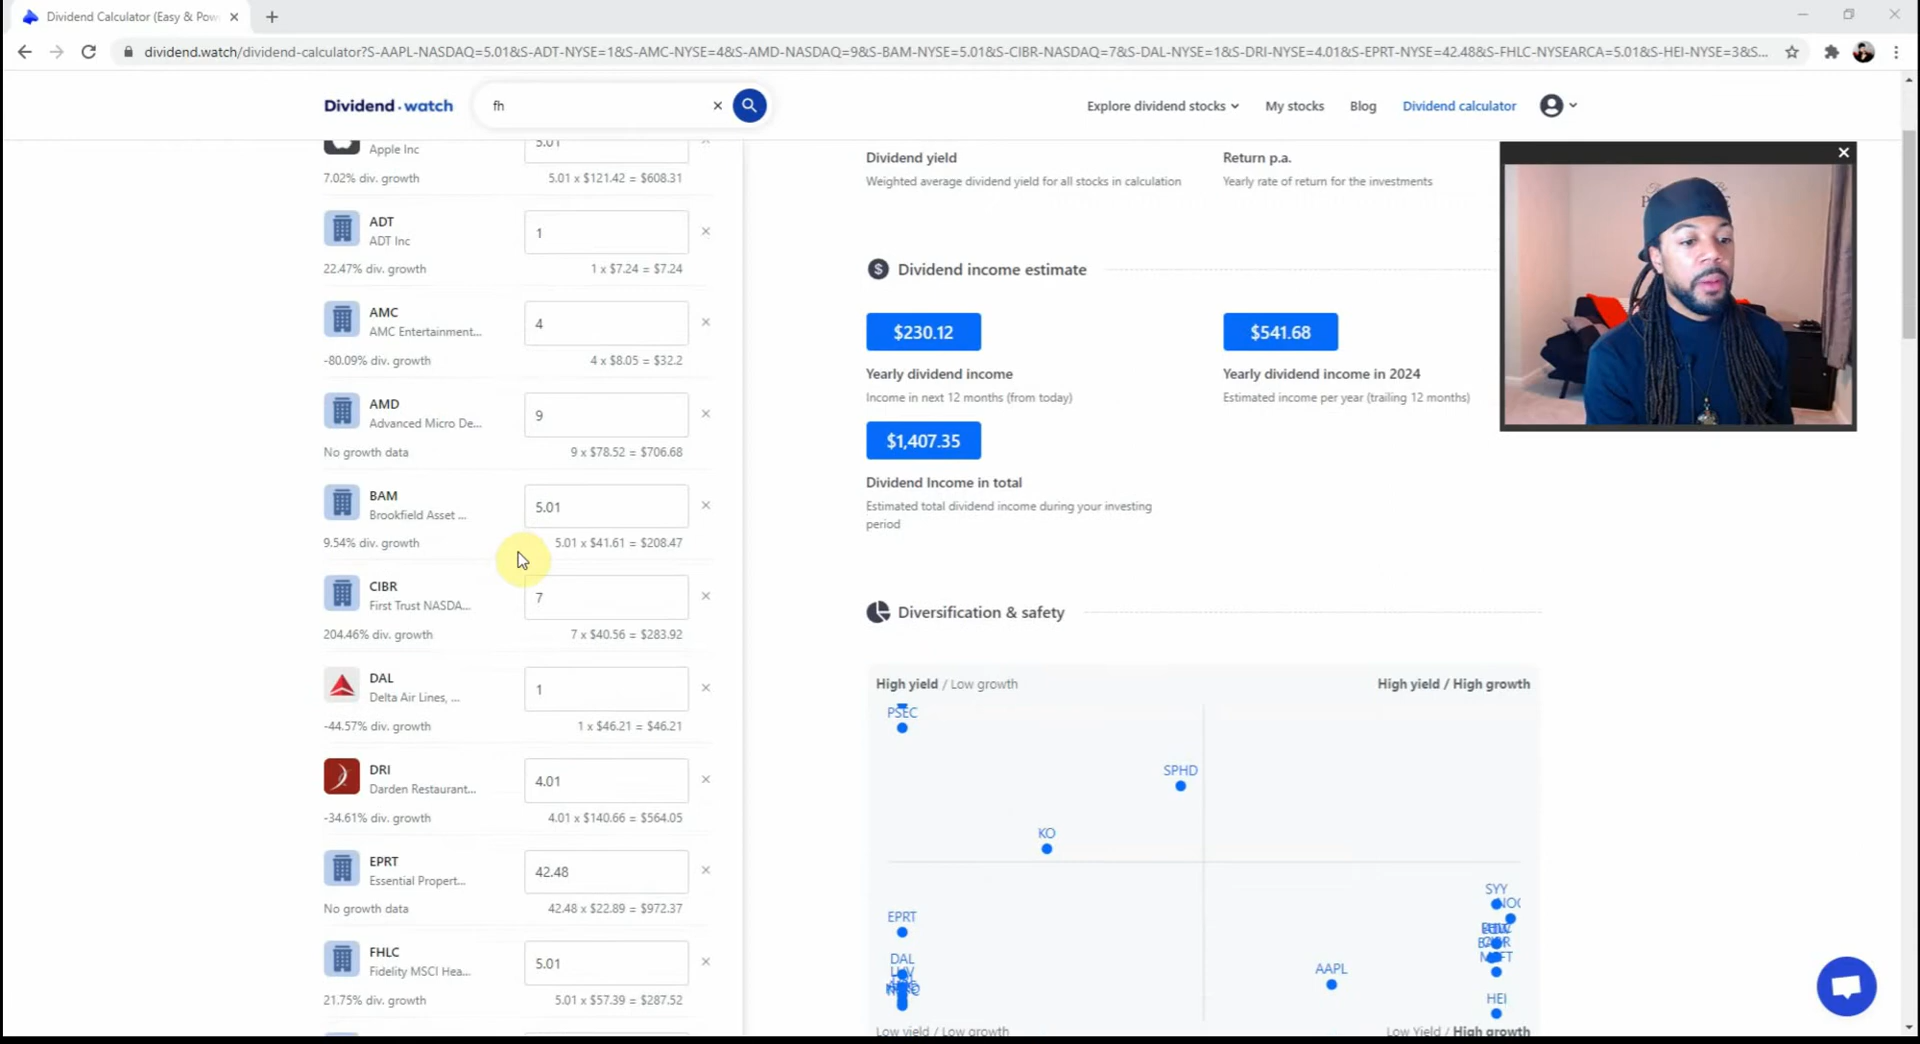 Dividend Calculator (Easy & Pow
dividend.watch/dividend-calculator?S-AAPL-NASDAQ=5.01&S-ADT-NYSE=1&S-AMC-NYSE=4&S-AMD-NASDAQ=9&S-BAM-NYSE=5.01&S-CIBR-NASDAQ=7&S-DAL-NYSE=1&S-DRI-NYSE=4.01&S-EPRT-NYSE=42.48&S-FHLC-NYSEARCA=5.01&S-HEI-NYSE=3&S...
Dividend·watch
fh
Explore dividend stocks
My stocks
Blog
Dividend calculator
Apple Inc
5.01
7.02% div. growth
5.01 x $121.42 = $608.31
ADT
ADT Inc
1
22.47% div. growth
1 x $7.24 = $7.24
AMC
AMC Entertainment...
4
-80.09% div. growth
4 x $8.05 = $32.2
AMD
Advanced Micro De...
9
No growth data
9 x $78.52 = $706.68
BAM
Brookfield Asset ...
5.01
9.54% div. growth
5.01 x $41.61 = $208.47
CIBR
First Trust NASDA...
7
204.46% div. growth
7 x $40.56 = $283.92
DAL
Delta Air Lines, ...
1
-44.57% div. growth
1 x $46.21 = $46.21
DRI
Darden Restaurant...
4.01
-34.61% div. growth
4.01 x $140.66 = $564.05
EPRT
Essential Propert...
42.48
No growth data
42.48 x $22.89 = $972.37
FHLC
Fidelity MSCI Hea...
5.01
21.75% div. growth
5.01 x $57.39 = $287.52
Dividend yield
Weighted average dividend yield for all stocks in calculation
Return p.a.
Yearly rate of return for the investments
$ Dividend income estimate
$230.12
Yearly dividend income
Income in next 12 months (from today)
$541.68
Yearly dividend income in 2024
Estimated income per year (trailing 12 months)
$1,407.35
Dividend Income in total
Estimated total dividend income during your investing
period
Diversification & safety
High yield / Low growth
High yield / High growth
PSEC
SPHD
KO
SYY
NOC
EPRT
MSFT
DAL
AAPL
HEI
Low yield / Low growth
Low Yield / High growth